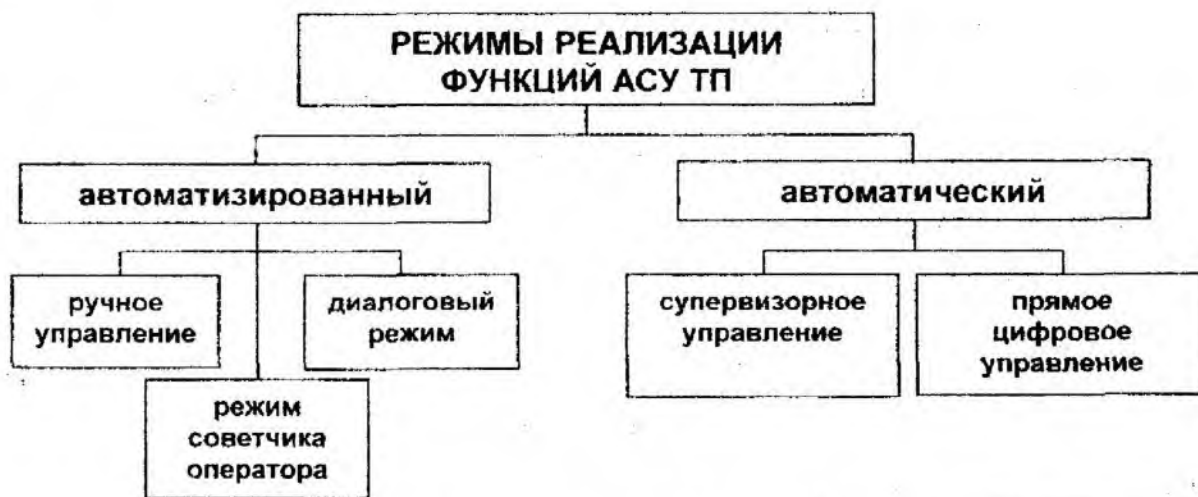 РЕЖИМЫ РЕАЛИЗАЦИИ
ФУНКЦИЙ АСУ ТП
автоматизированный
автоматический
ручное
управление
диалоговый
режим
режим
советчика
оператора
супервизорное
управление
прямое
цифровое
управление